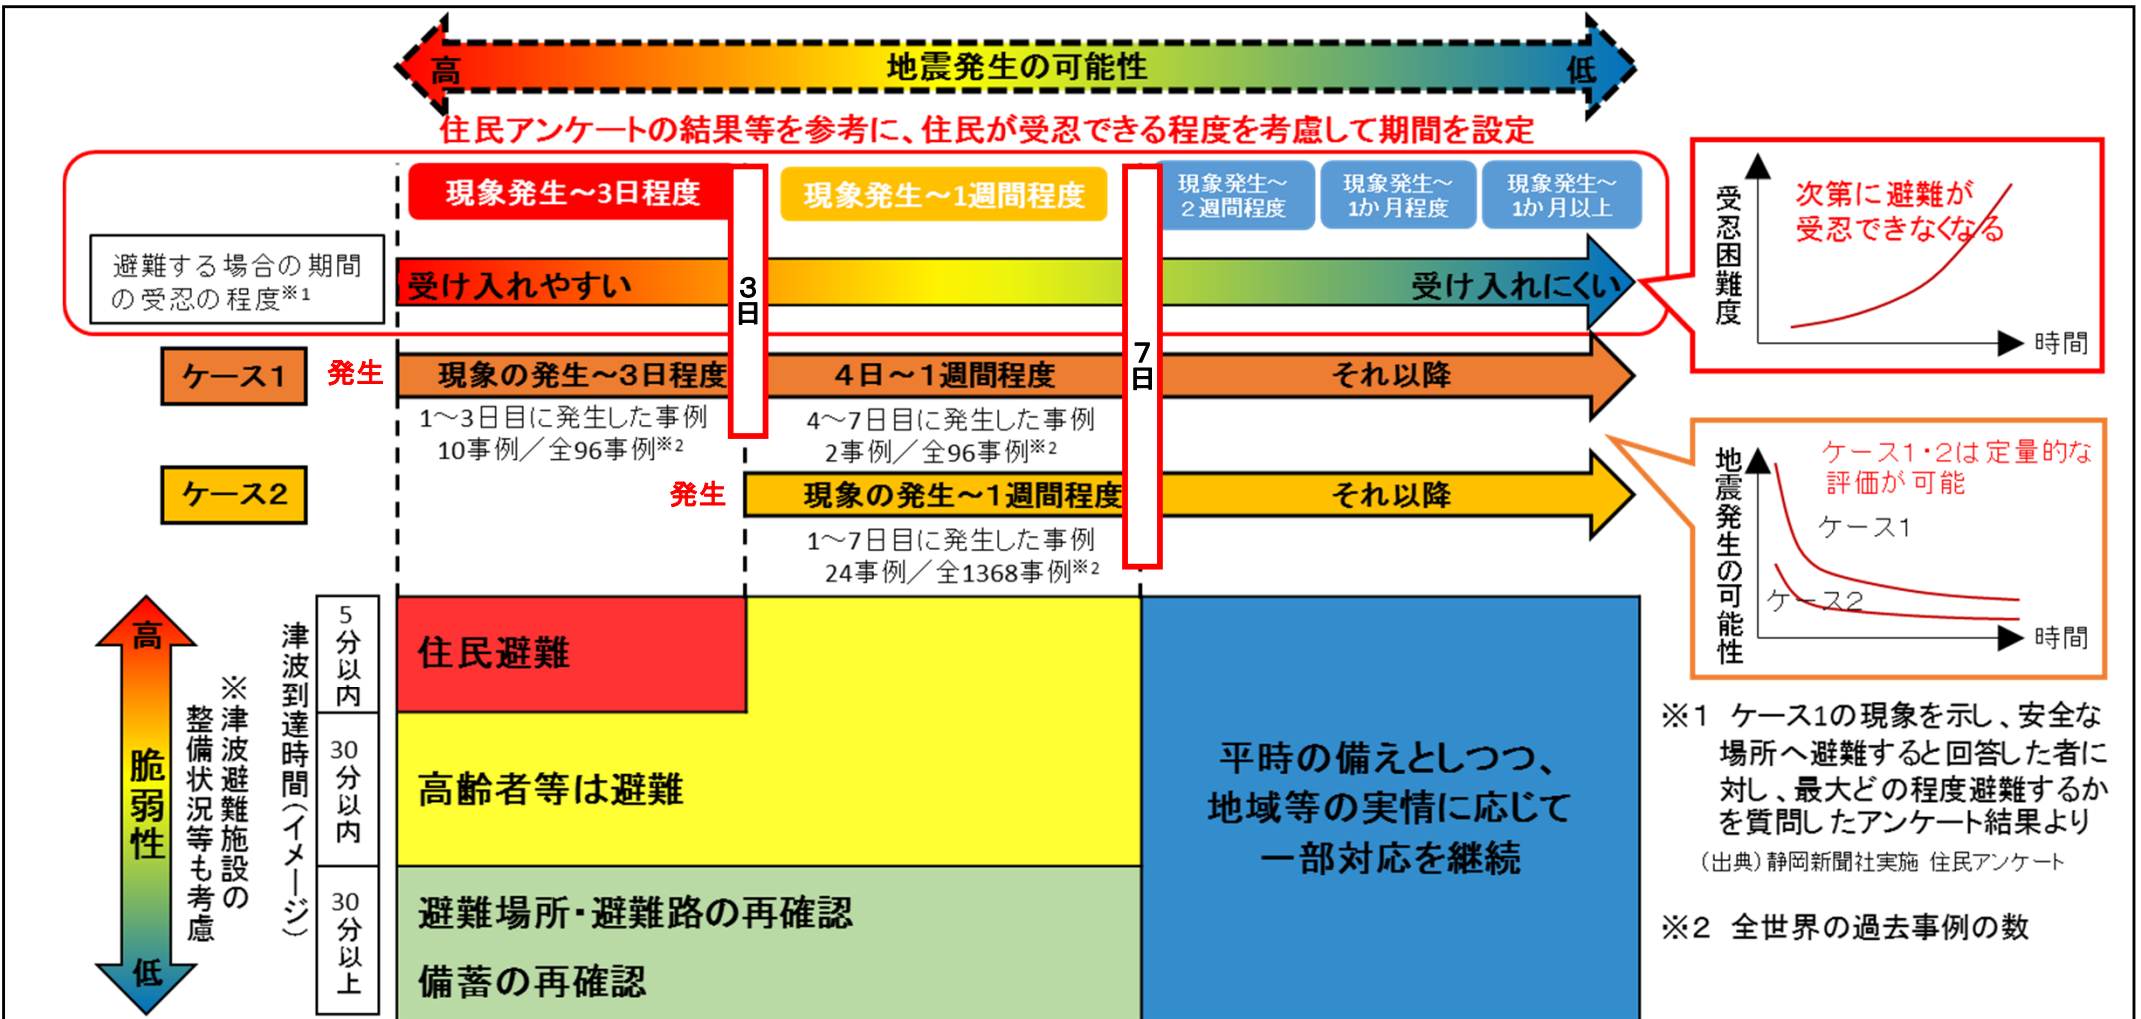 高
地震発生の可能性
低
住民アンケートの結果等を参考に、住民が受忍できる程度を考慮して期間を設定
現象発生～3日程度
現象発生～1週間程度
現象発生～
２週間程度
現象発生～
1か月程度
現象発生～
1か月以上
避難する場合の期間
の受忍の程度※1
受け入れやすい
受け入れにくい
3日
7日
受忍困難度
次第に避難が
受忍できなくなる
時間
ケース1
発生
現象の発生～3日程度
４日～1週間程度
それ以降
1～3日目に発生した事例
10事例／全96事例※2
4～7日目に発生した事例
2事例／全96事例※2
ケース2
発生
現象の発生～1週間程度
それ以降
1～7日目に発生した事例
24事例／全1368事例※2
地震発生の可能性
ケース1・2は定量的な
評価が可能
ケース1
ケース2
時間
高
脆弱性
低
※津波避難施設の
整備状況等も考慮
津波到達時間（イメージ）
5分以内
30分以内
30分以上
住民避難
高齢者等は避難
避難場所・避難路の再確認
備蓄の再確認
平時の備えとしつつ、
地域等の実情に応じて
一部対応を継続
※１ ケース1の現象を示し、安全な
場所へ避難すると回答した者に
対し、最大どの程度避難するか
を質問したアンケート結果より
（出典）静岡新聞社実施 住民アンケート
※２ 全世界の過去事例の数